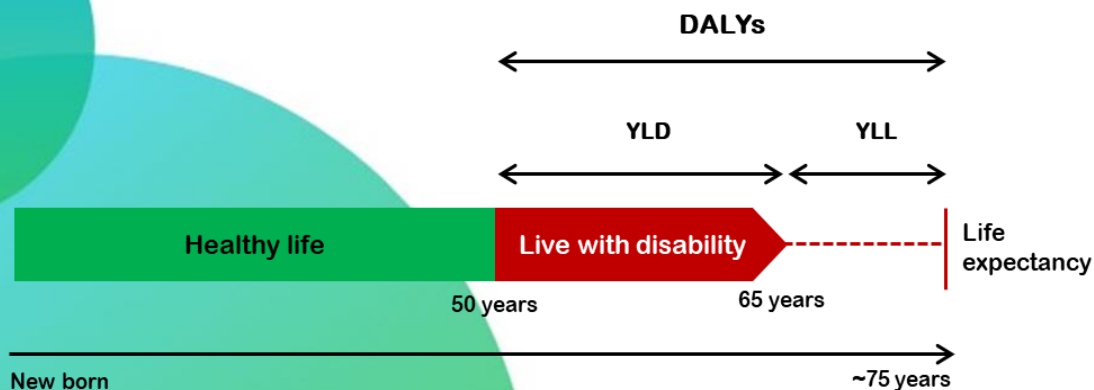 DALYs
YLD
YLL
Healthy life
Live with disability
Life
expectancy
50 years
65 years
New born
~75 years